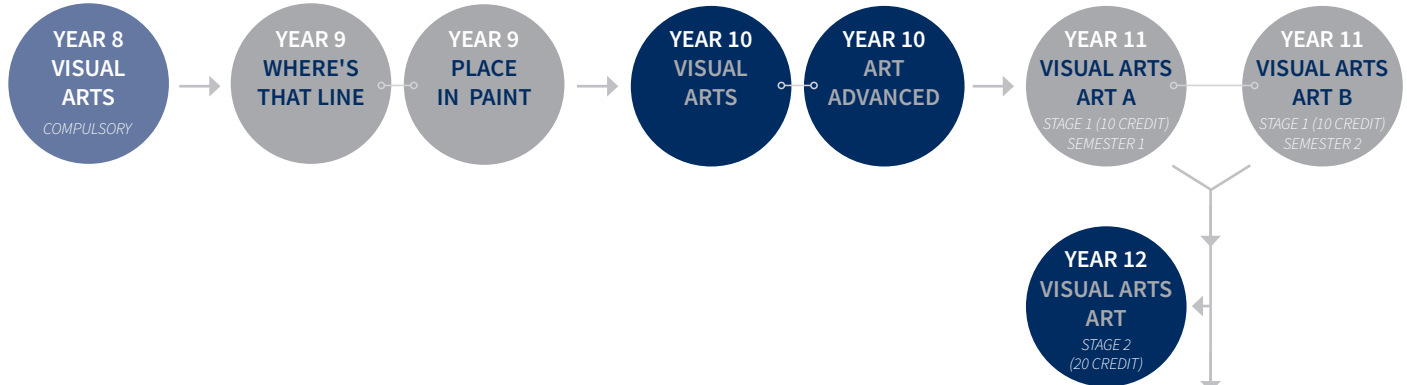 YEAR 8
VISUAL
ARTS
COMPULSORY
YEAR 9
WHERE'S
THAT LINE
YEAR 9
PLACE
IN PAINT
YEAR 10
VISUAL
ARTS
YEAR 10
ART
ADVANCED
YEAR 11
VISUAL ARTS
ART A
STAGE 1 (10 CREDIT)
SEMESTER 1
YEAR 11
VISUAL ARTS
ART B
STAGE 1 (10 CREDIT)
SEMESTER 2
YEAR 12
VISUAL ARTS
ART
STAGE 2
(20 CREDIT)